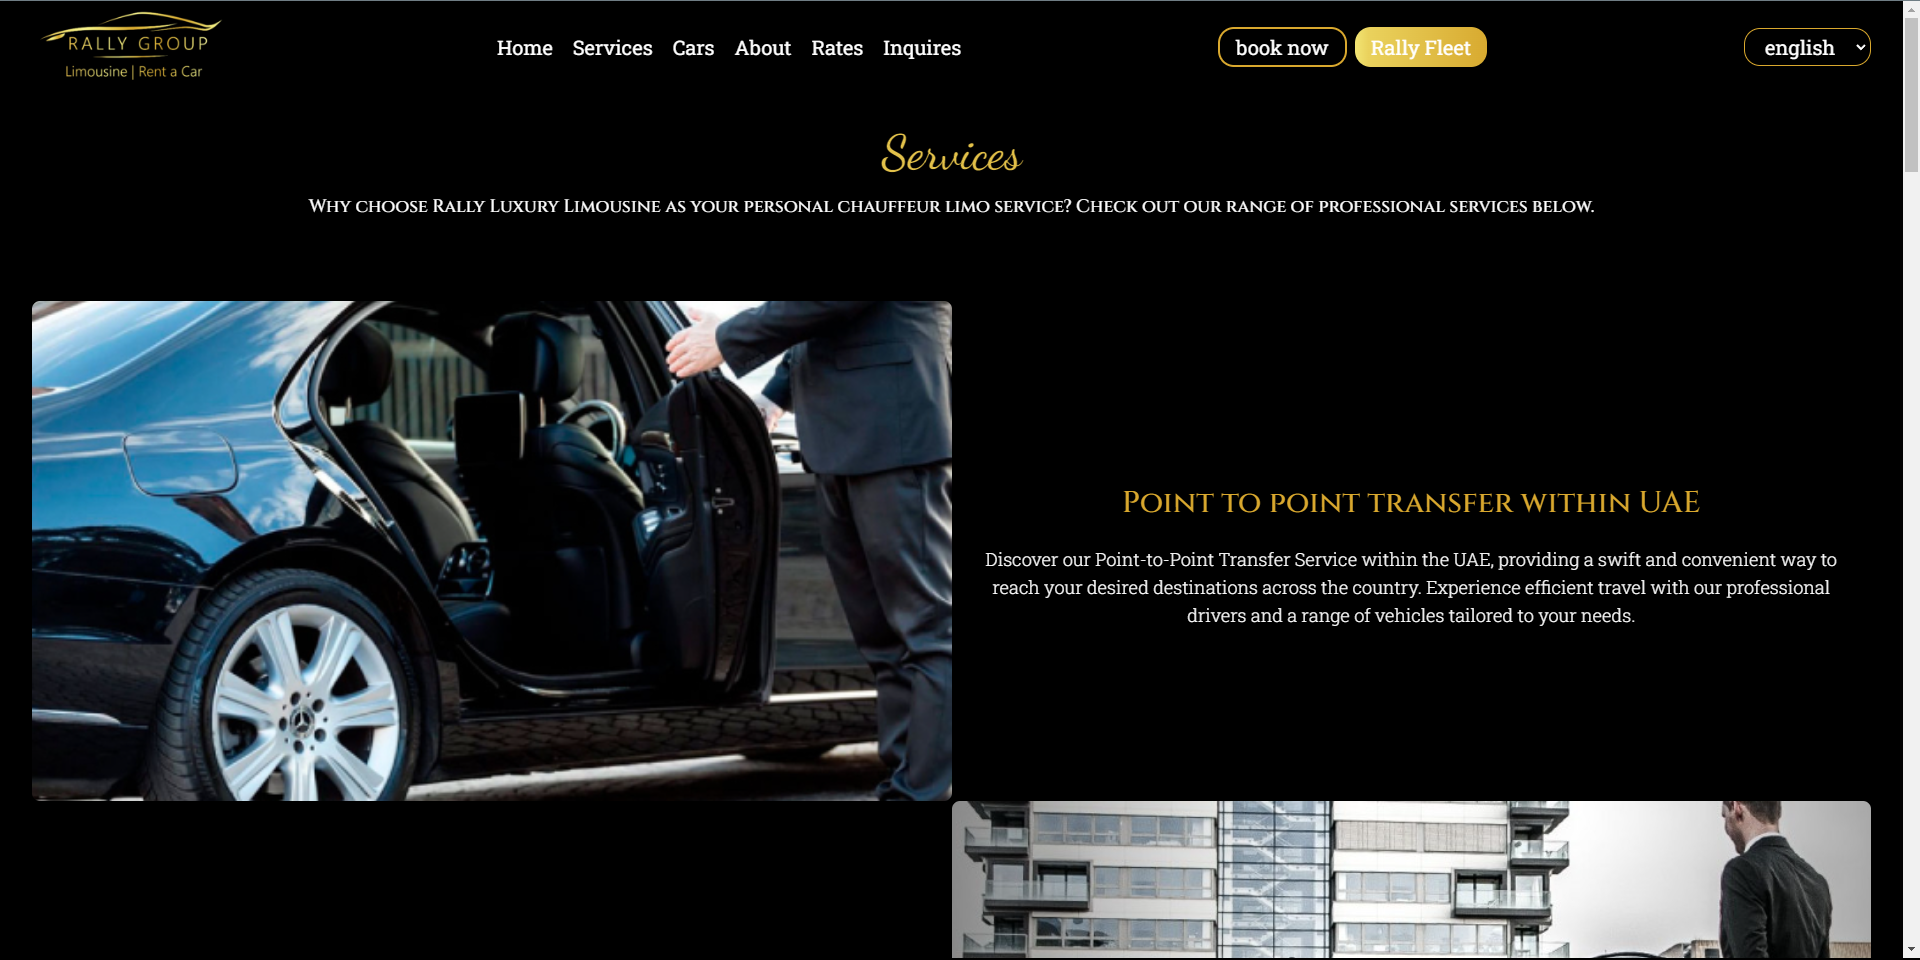 RALLY GROUP
Limousine | Rent a Car
Home Services Cars About Rates Inquires
book now Rally Fleet
english
Services
Why choose Rally Luxury Limousine as your personal chauffeur limo service? Check out our range of professional services below.
Point to point transfer within UAE
Discover our Point-to-Point Transfer Service within the UAE, providing a swift and convenient way to
reach your desired destinations across the country. Experience efficient travel with our professional
drivers and a range of vehicles tailored to your needs.